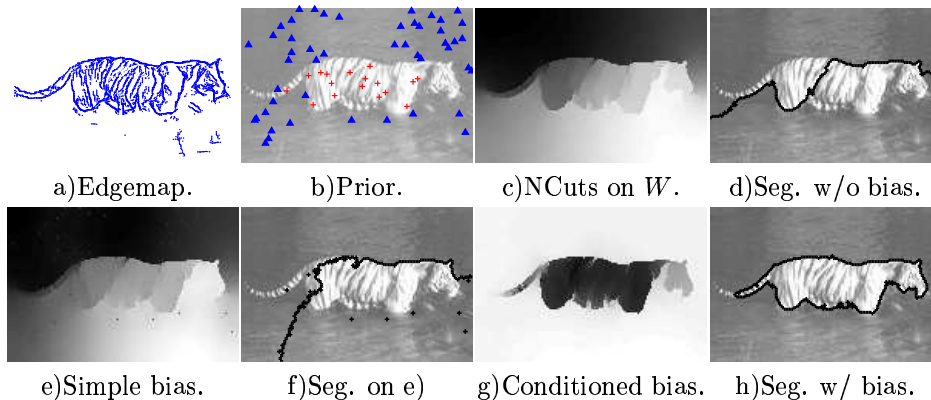 a)Edgemap.
b)Prior.
c)NCuts on W.
d)Seg. w/o bias.
e)Simple bias.
f)Seg. on e)
g)Conditioned bias.
h)Seg. w/ bias.